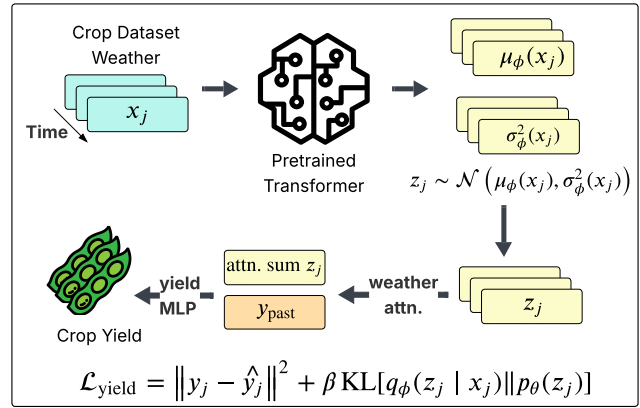 Crop Dataset
Weather
x_j
Time
Pretrained
Transformer
μ_ϕ(x_j)
σ²_ϕ(x_j)
z_j ∼ 𝒩 (μ_ϕ(x_j), σ²_ϕ(x_j))
z_j
weather
attn.
attn. sum z_j
y_past
yield
MLP
Crop Yield
ℒ_yield = ‖y_j − ŷ_j‖² + β KL[q_ϕ(z_j | x_j)‖p_θ(z_j)]